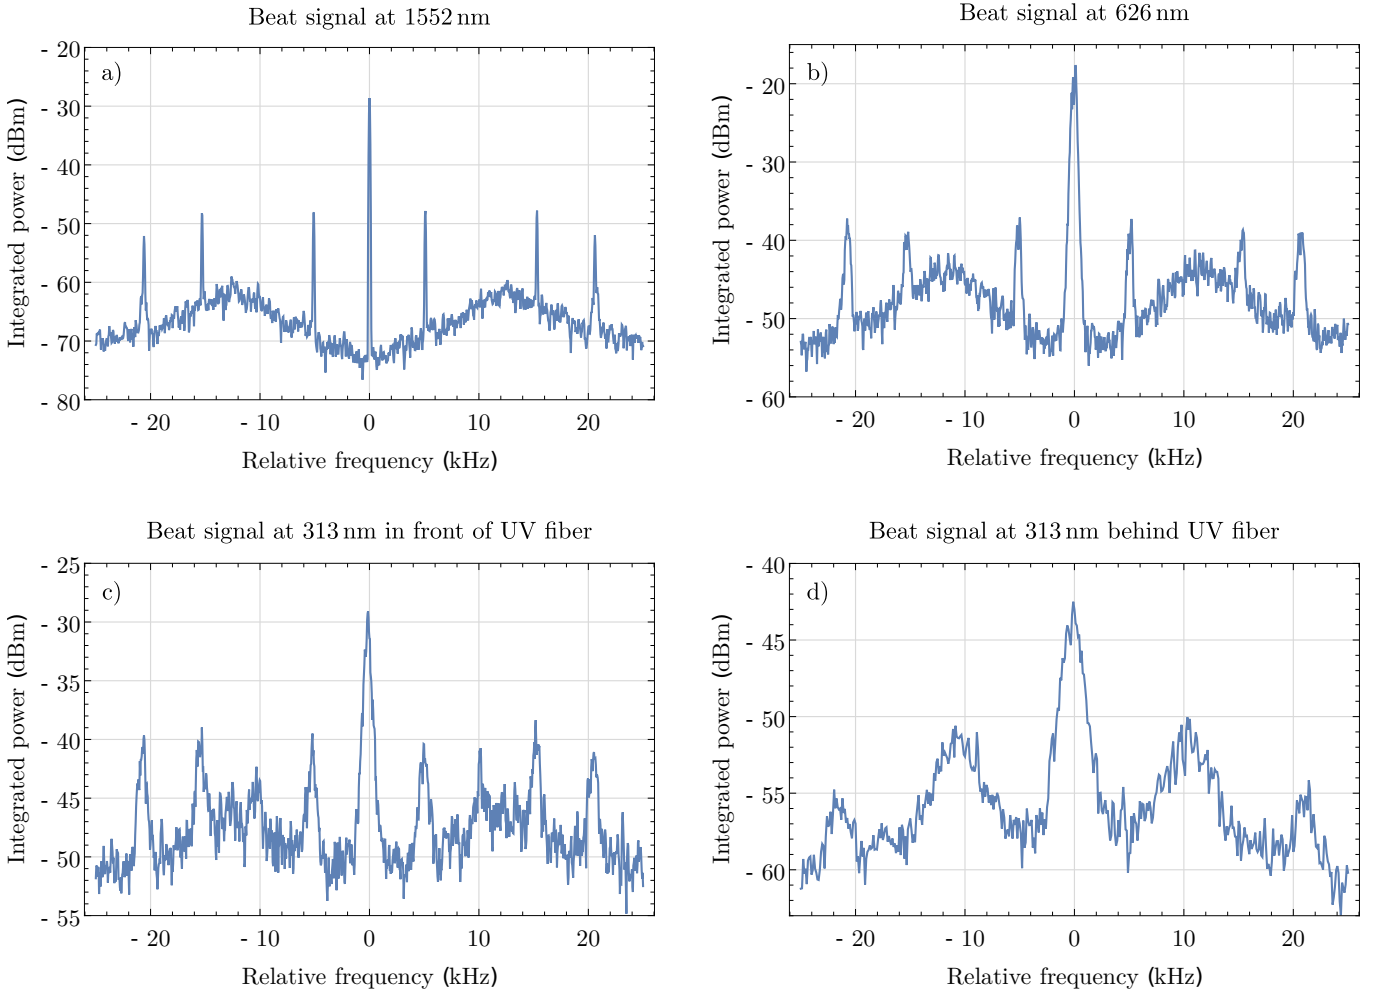 Beat signal at 1552 nm
a)
Integrated power (dBm)
- 20
- 30
- 40
- 50
- 60
- 70
- 80
- 20
- 10
0
10
20
Relative frequency (kHz)
Beat signal at 626 nm
b)
Integrated power (dBm)
- 20
- 30
- 40
- 50
- 60
- 20
- 10
0
10
20
Relative frequency (kHz)
Beat signal at 313 nm in front of UV fiber
c)
Integrated power (dBm)
- 25
- 30
- 35
- 40
- 45
- 50
- 55
- 20
- 10
0
10
20
Relative frequency (kHz)
Beat signal at 313 nm behind UV fiber
d)
Integrated power (dBm)
- 40
- 45
- 50
- 55
- 60
- 20
- 10
0
10
20
Relative frequency (kHz)